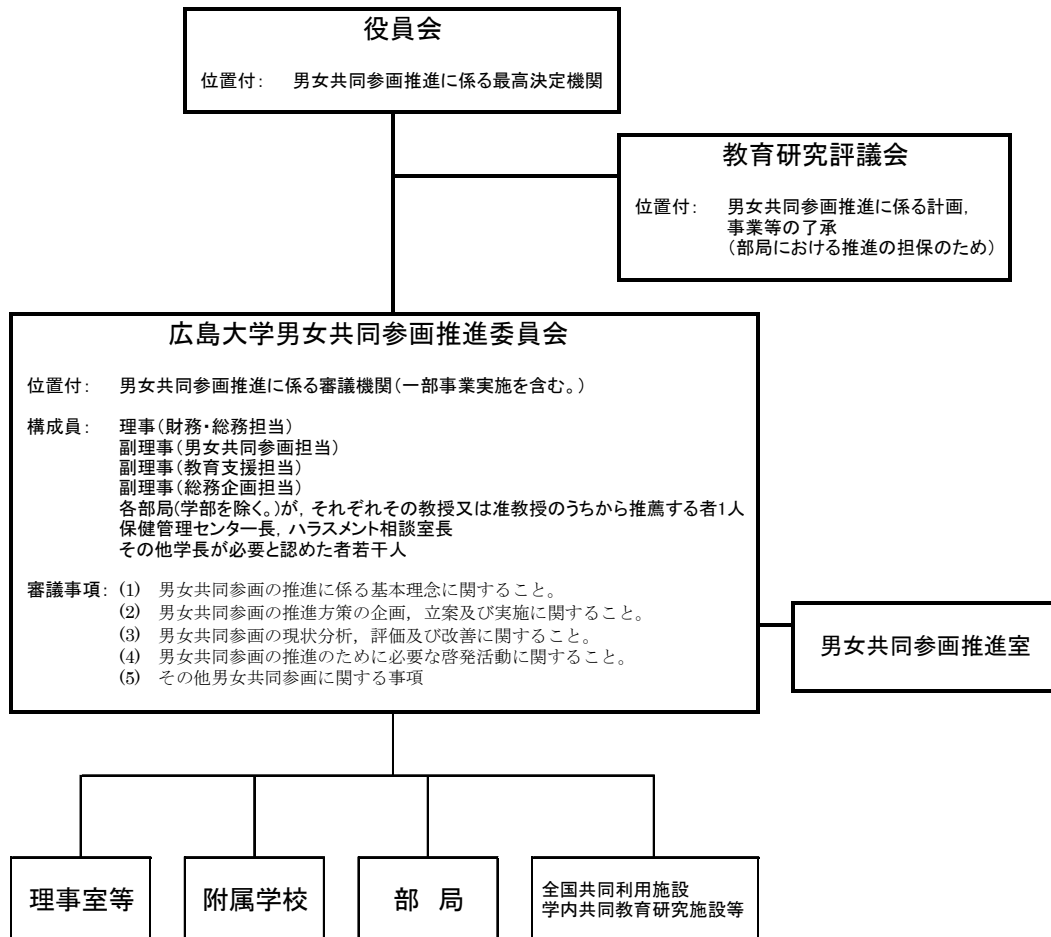 役員会
位置付: 男女共同参画推進に係る最高決定機関
教育研究評議会
位置付: 男女共同参画推進に係る計画,
事業等の了承
(部局における推進の担保のため)
広島大学男女共同参画推進委員会
位置付: 男女共同参画推進に係る審議機関(一部事業実施を含む。)
構成員: 理事(財務・総務担当)
副理事(男女共同参画担当)
副理事(教育支援担当)
副理事(総務企画担当)
各部局(学部を除く。)が, それぞれその教授又は准教授のうちから推薦する者1人
保健管理センター長, ハラスメント相談室長
その他学長が必要と認めた者若干人
審議事項: (1) 男女共同参画の推進に係る基本理念に関すること。
(2) 男女共同参画の推進方策の企画, 立案及び実施に関すること。
(3) 男女共同参画の現状分析, 評価及び改善に関すること。
(4) 男女共同参画の推進のために必要な啓発活動に関すること。
(5) その他男女共同参画に関する事項
男女共同参画推進室
理事室等
附属学校
部 局
全国共同利用施設
学内共同教育研究施設等